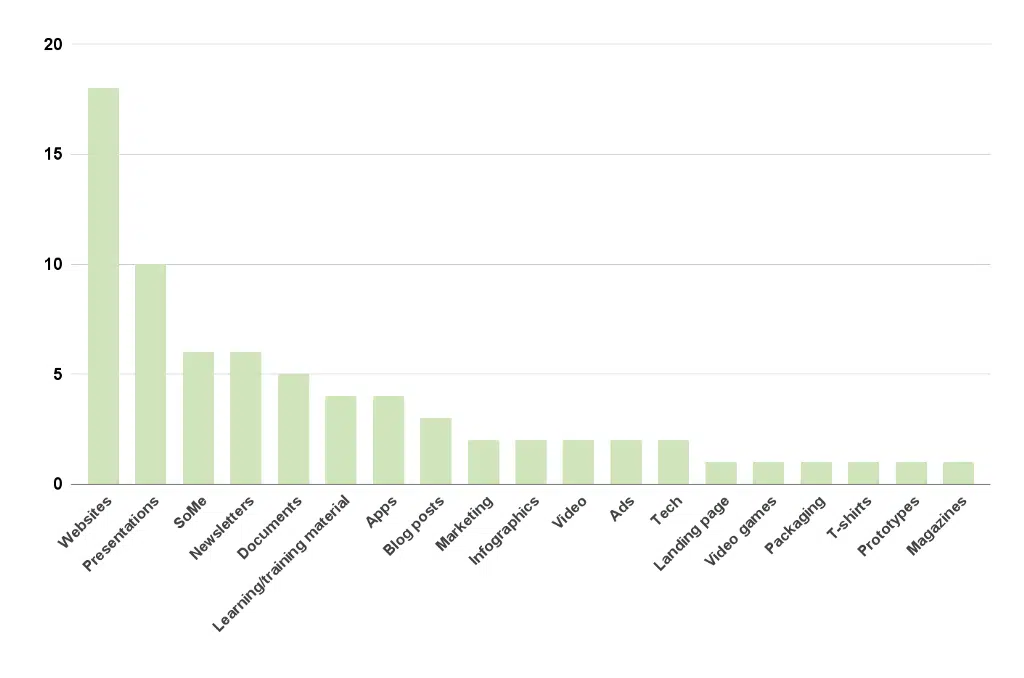 20
15
10
5
0
Websites
Presentations
SoMe
Newsletters
Documents
Learning/training material
Apps
Blog posts
Marketing
Infographics
Video
Ads
Tech
Landing page
Video games
Packaging
T-shirts
Prototypes
Magazines